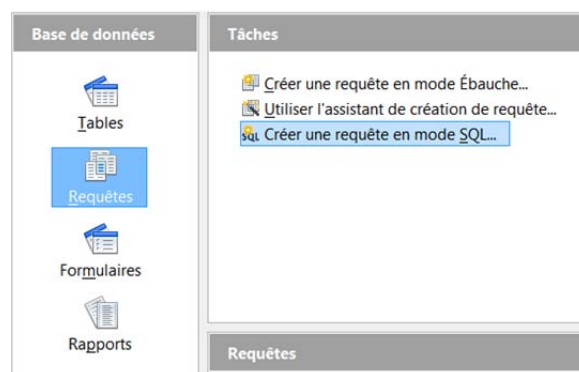 Base de données
Tables
Requêtes
Formulaires
Rapports
Tâches
Créer une requête en mode Ébauche...
Utiliser l'assistant de création de requête...
SQL Créer une requête en mode SQL...
Requêtes